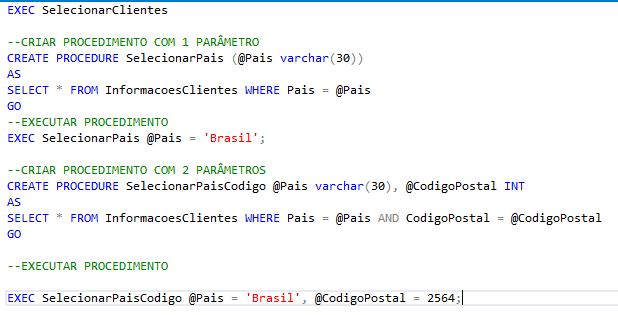 EXEC SelecionarClientes
--CRIAR PROCEDIMENTO COM 1 PARÂMETRO
CREATE PROCEDURE SelecionarPais (@Pais varchar(30))
AS
SELECT * FROM InformacoesClientes WHERE Pais = @Pais
GO
--EXECUTAR PROCEDIMENTO
EXEC SelecionarPais @Pais = 'Brasil';
--CRIAR PROCEDIMENTO COM 2 PARÂMETROS
CREATE PROCEDURE SelecionarPaisCodigo @Pais varchar(30), @CodigoPostal INT
AS
SELECT * FROM InformacoesClientes WHERE Pais = @Pais AND CodigoPostal = @CodigoPostal
GO
--EXECUTAR PROCEDIMENTO
EXEC SelecionarPaisCodigo @Pais = 'Brasil', @CodigoPostal = 2564;